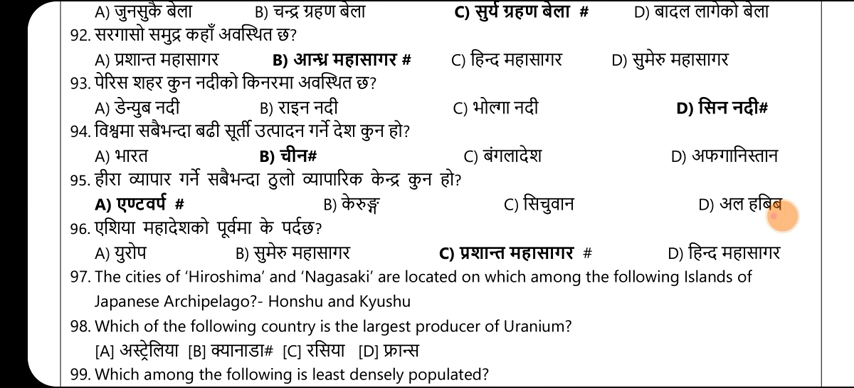 A) जुनसुकै बेला B) चन्द्र ग्रहण बेला C) सुर्य ग्रहण बेला # D) बादल लागेको बेला
92. सरगासो समुद्र कहाँ अवस्थित छ?
A) प्रशान्त महासागर B) आन्ध्र महासागर # C) हिन्द महासागर D) सुमेरु महासागर
93. पेरिस शहर कुन नदीको किनरमा अवस्थित छ?
A) डेन्युब नदी B) राइन नदी C) भोल्गा नदी D) सिन नदी#
94. विश्वमा सबैभन्दा बढी सूर्ती उत्पादन गर्ने देश कुन हो?
A) भारत B) चीन# C) बंगलादेश D) अफगानिस्तान
95. हीरा व्यापार गर्ने सबैभन्दा ठुलो व्यापारिक केन्द्र कुन हो?
A) एण्टवर्प # B) केरुङ्ग C) सिचुवान D) अल हबिब
96. एशिया महादेशको पूर्वमा के पर्दछ?
A) युरोप B) सुमेरु महासागर C) प्रशान्त महासागर # D) हिन्द महासागर
97. The cities of ‘Hiroshima’ and ‘Nagasaki’ are located on which among the following Islands of
Japanese Archipelago?- Honshu and Kyushu
98. Which of the following country is the largest producer of Uranium?
[A] अस्ट्रेलिया [B] क्यानाडा# [C] रसिया [D] फ्रान्स
99. Which among the following is least densely populated?